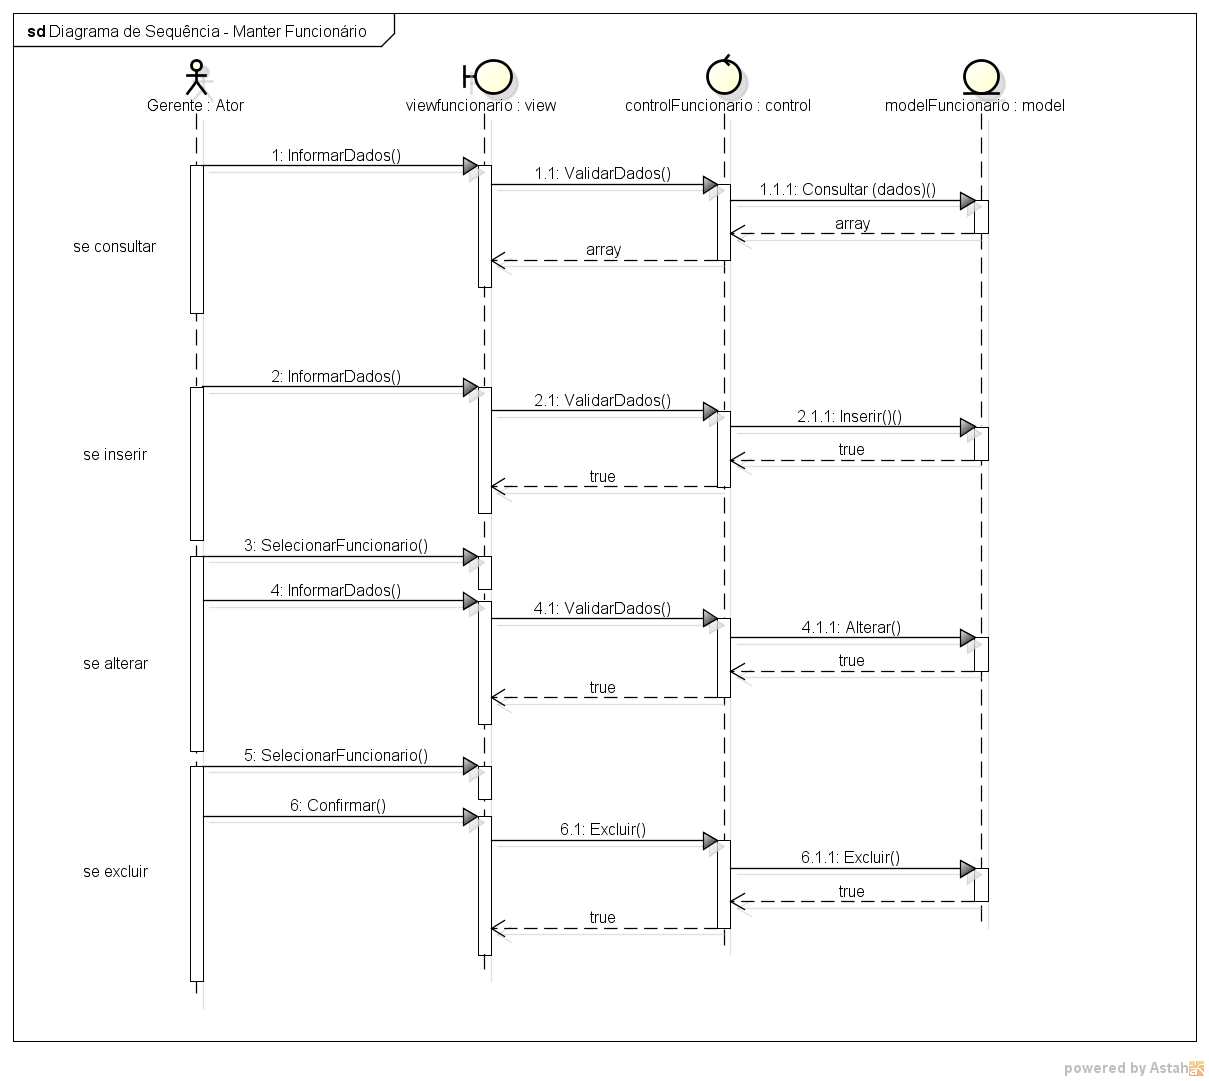 sd Diagrama de Sequência - Manter Funcionário
Gerente : Ator
viewfuncionario : view
controlFuncionario : control
modelFuncionario : model
1: InformarDados()
1.1: ValidarDados()
1.1.1: Consultar (dados)()
array
se consultar
array
2: InformarDados()
2.1: ValidarDados()
2.1.1: Inserir()()
true
se inserir
true
3: SelecionarFuncionario()
4: InformarDados()
4.1: ValidarDados()
4.1.1: Alterar()
true
se alterar
true
5: SelecionarFuncionario()
6: Confirmar()
6.1: Excluir()
6.1.1: Excluir()
se excluir
true
true
powered by Astah